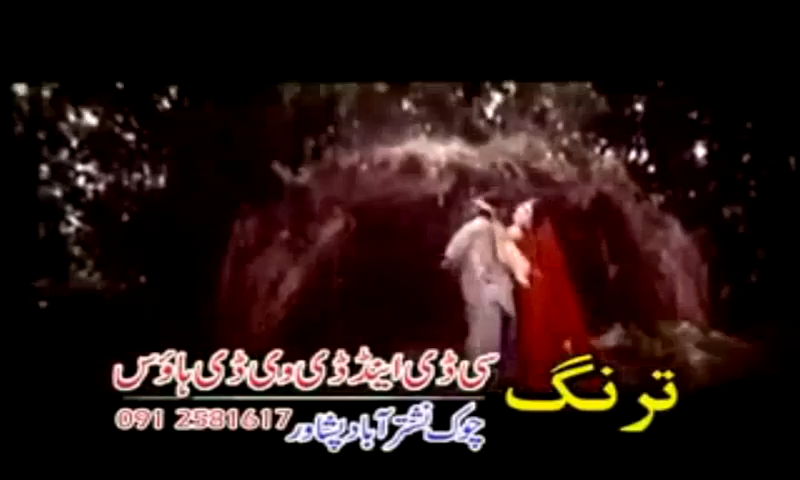 ترنگ
سی ڈی اینڈ ڈی وی ڈی ہاؤس
چوک نشتر آباد پشاور 091 2581617